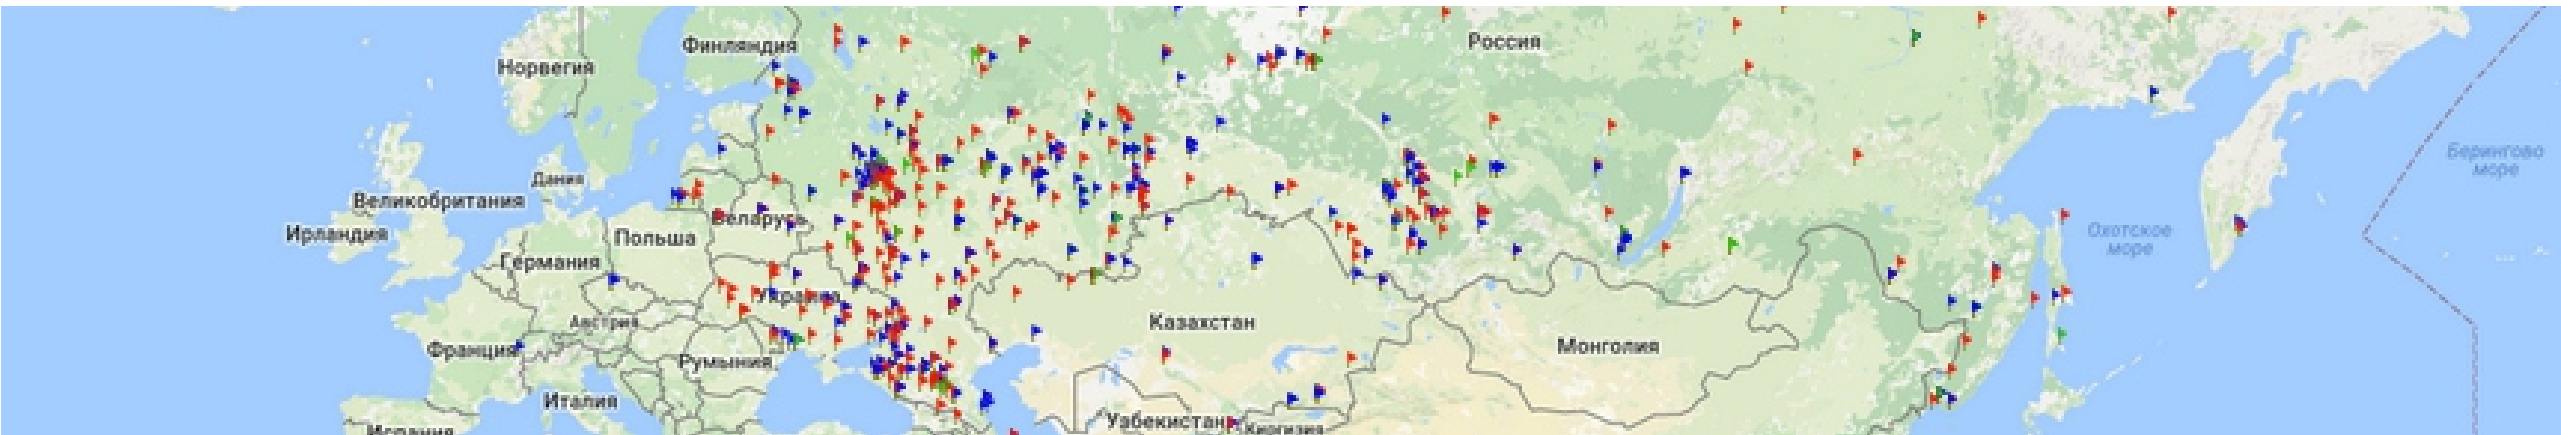 Россия
Финляндия
Норвегия
Берингово
море
Дания
Великобритания
Беларусь
Ирландия
Польша
Охотское
море
Германия
Украина
Австрия
Казахстан
Франция
Монголия
Румыния
Италия
Узбекистан
Киргизия
Испания